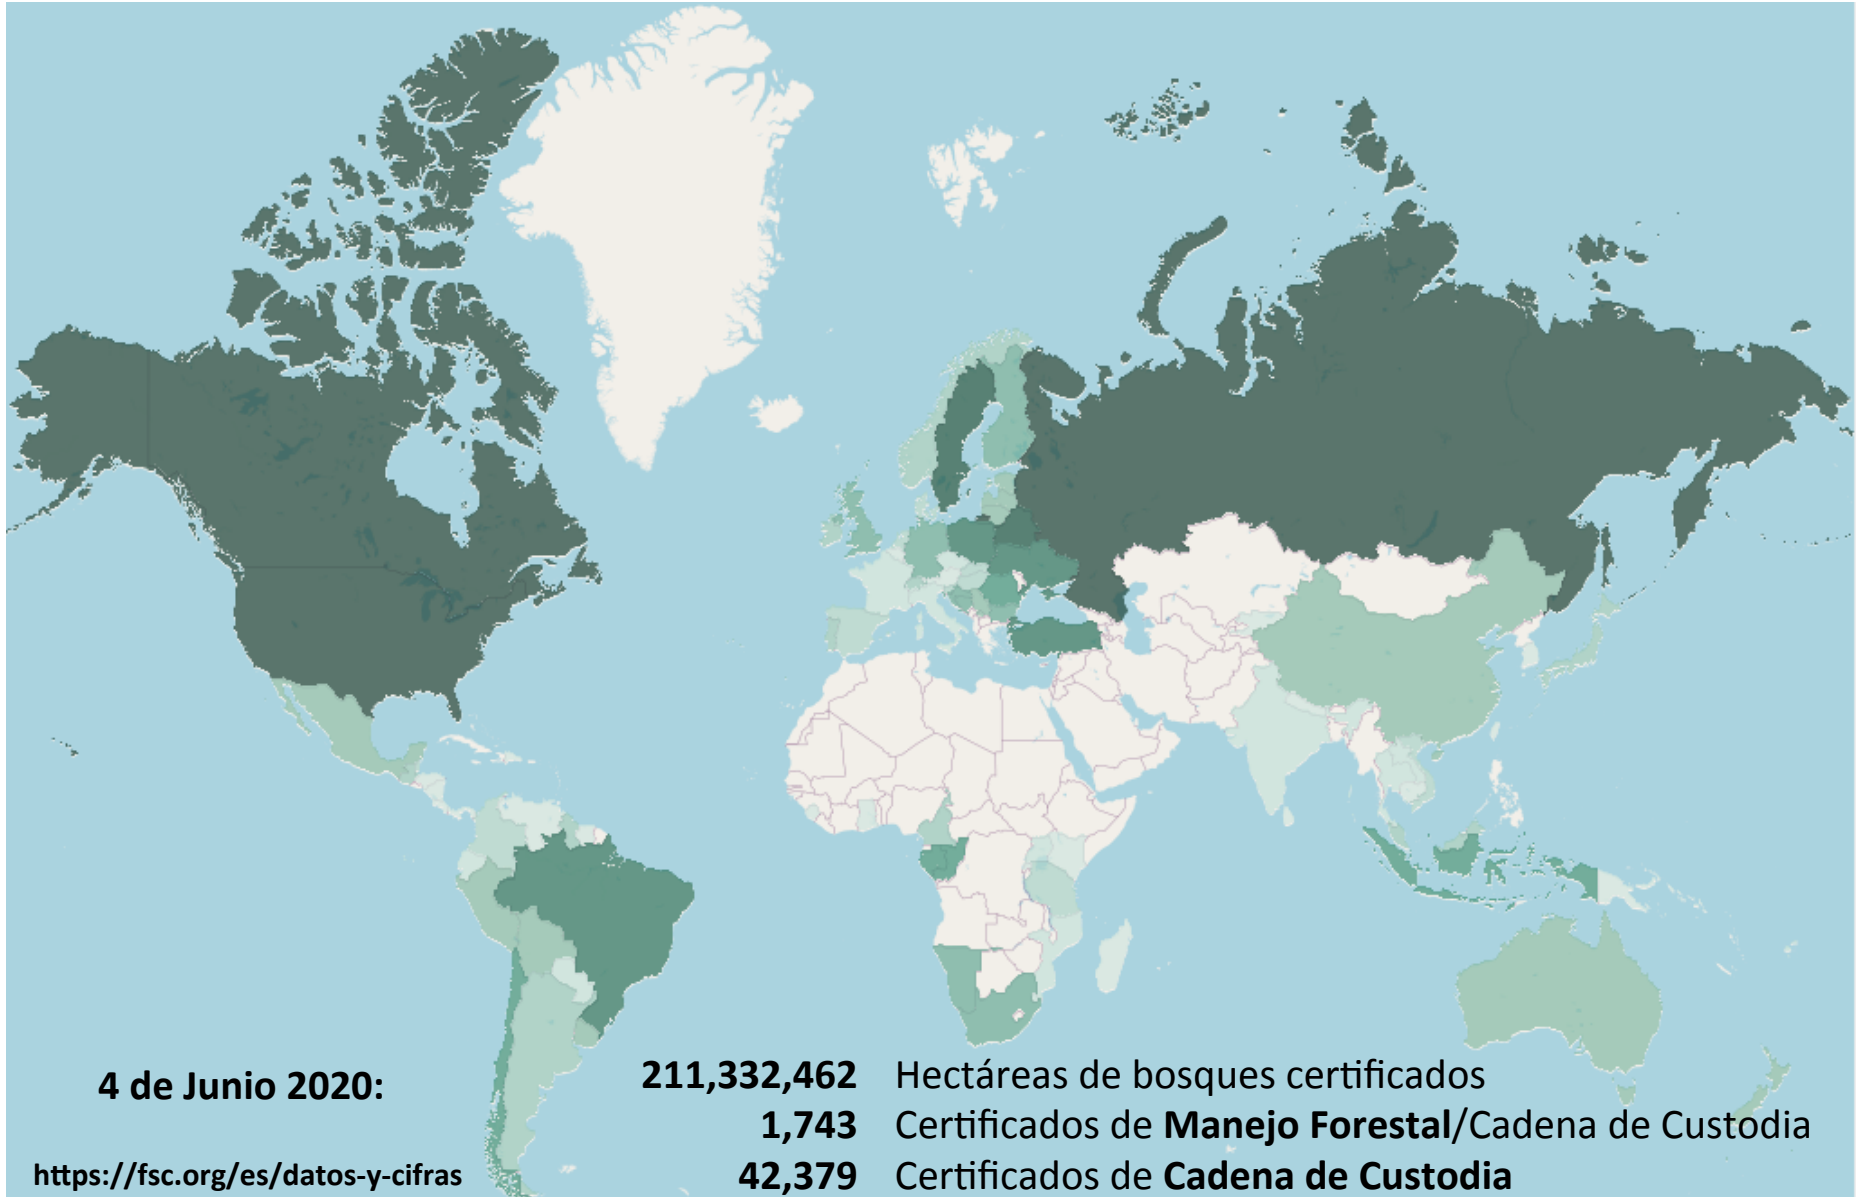 4 de Junio 2020:
211,332,462 Hectáreas de bosques certificados
1,743 Certificados de Manejo Forestal/Cadena de Custodia
42,379 Certificados de Cadena de Custodia
https://fsc.org/es/datos-y-cifras